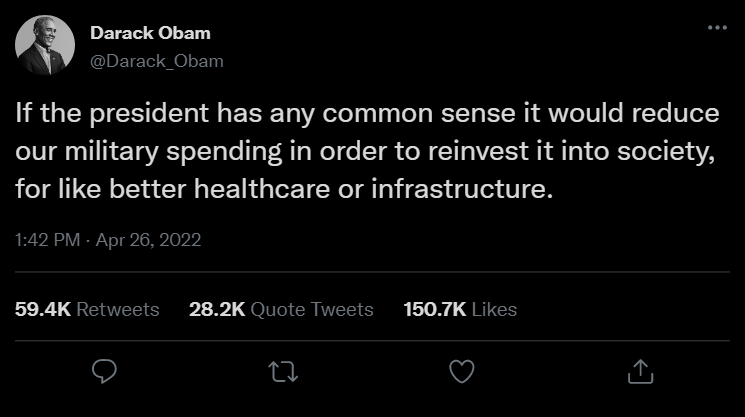 Darack Obam
@Darack_Obam
If the president has any common sense it would reduce
our military spending in order to reinvest it into society,
for like better healthcare or infrastructure.
1:42 PM · Apr 26, 2022
59.4K Retweets 28.2K Quote Tweets 150.7K Likes